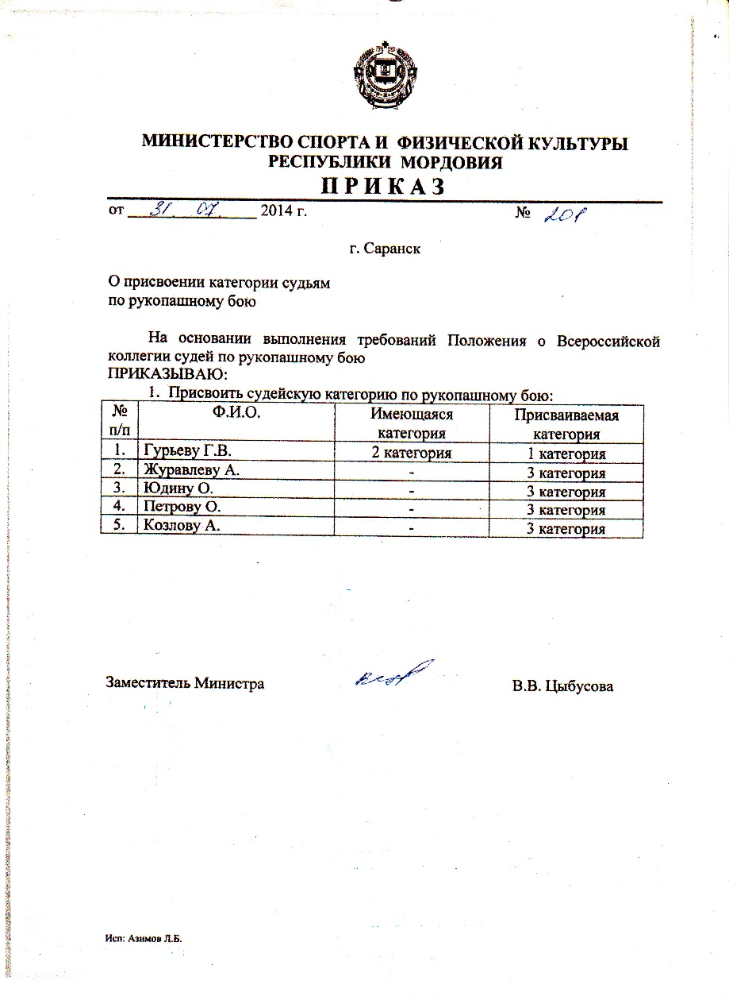 МИНИСТЕРСТВО СПОРТА И ФИЗИЧЕСКОЙ КУЛЬТУРЫ
РЕСПУБЛИКИ МОРДОВИЯ
П Р И К А З
от 31. 07. 2014 г. № 201
г. Саранск
О присвоении категории судьям
по рукопашному бою
На основании выполнения требований Положения о Всероссийской
коллегии судей по рукопашному бою
ПРИКАЗЫВАЮ:
1. Присвоить судейскую категорию по рукопашному бою:
№ Ф.И.О. Имеющаяся Присваиваемая
п/п категория категория
1. Гурьеву Г.В. 2 категория 1 категория
2. Журавлеву А. - 3 категория
3. Юдину О. - 3 категория
4. Петрову О. - 3 категория
5. Козлову А. - 3 категория
Заместитель Министра В.В. Цыбусова
Исп: Азимов Л.Б.